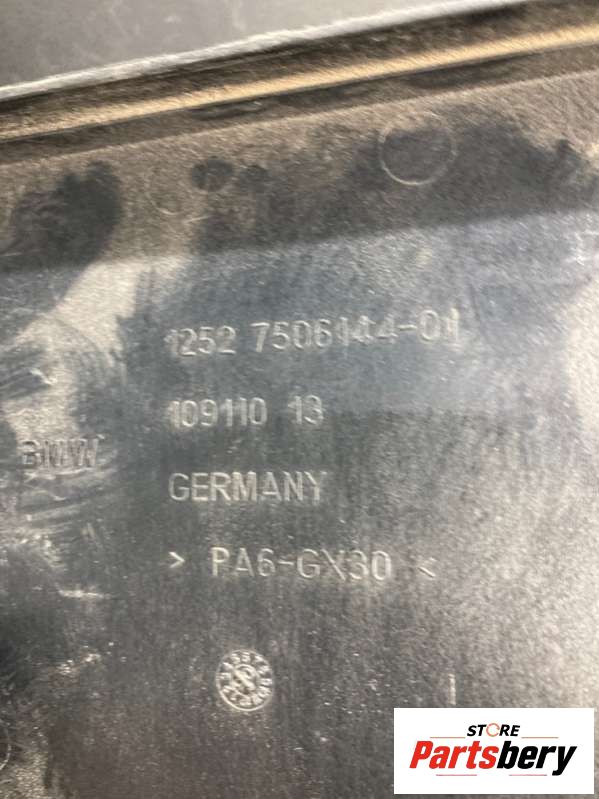 1252 7506144-01
109110 13
BMW
GERMANY
> PA6-GX30 <
STORE
Partsbery